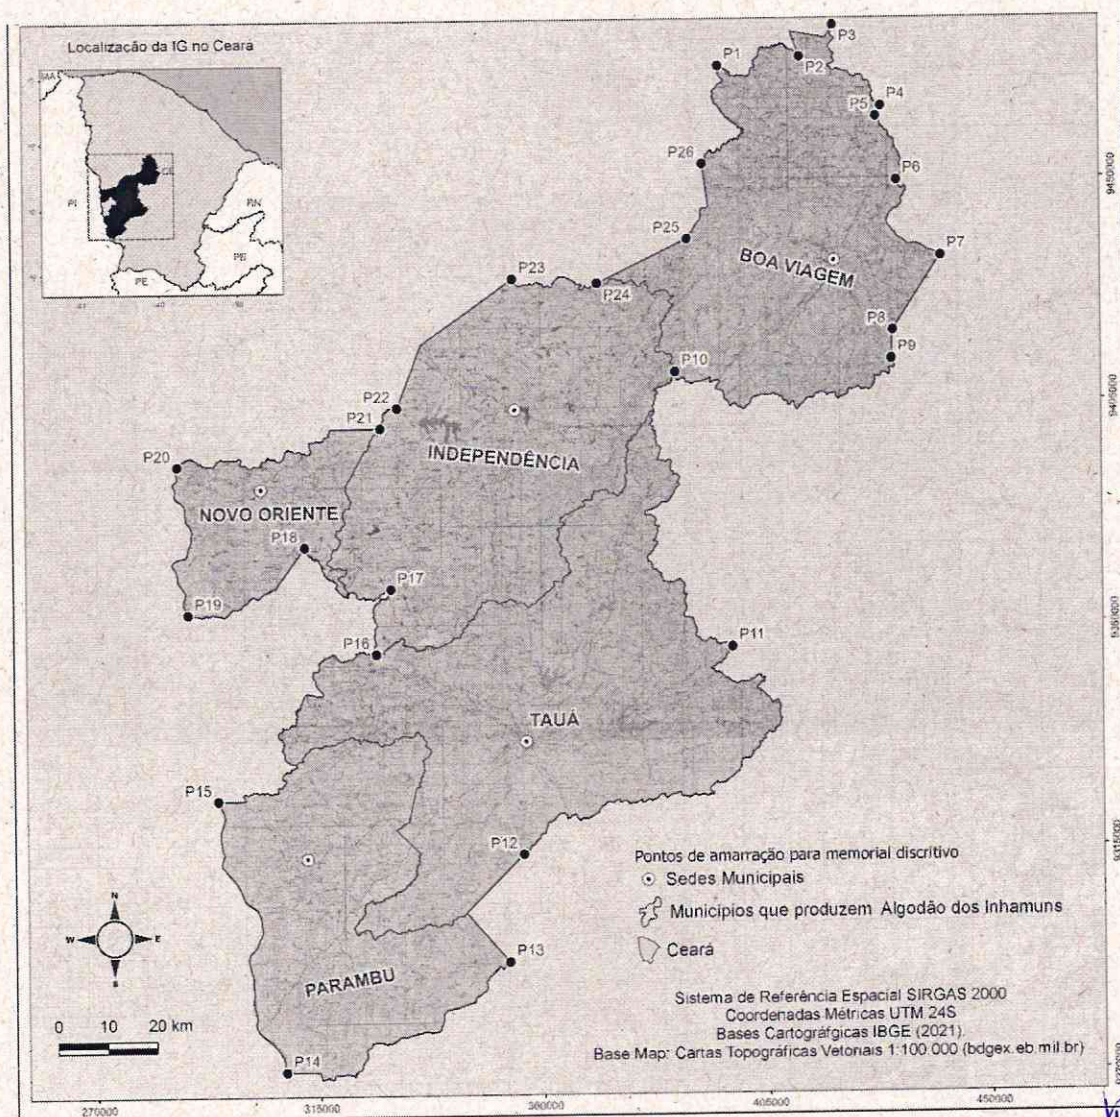 Localização da IG no Ceará
MA
CE
PI
RN
PB
PE
PE
P1
P2
P3
P4
P5
P6
P26
P25
P7
BOA VIAGEM
P23
P24
P8
P9
P10
P22
P21
INDEPENDÊNCIA
P20
NOVO ORIENTE
P18
P17
P19
P16
P11
TAUÁ
P15
P12
P13
PARAMBU
P14
N
W
E
S
0 10 20 km
Pontos de amarração para memorial discritivo
Sedes Municipais
Municípios que produzem Algodão dos Inhamuns
Ceará
Sistema de Referência Espacial SIRGAS 2000
Coordenadas Métricas UTM 24S
Bases Cartográfgicas IBGE (2021)
Base Map: Cartas Topográficas Vetoriais 1:100 000 (bdgex.eb.mil.br)
270000
315000
360000
405000
450000
9450000
9405000
9360000
9315000